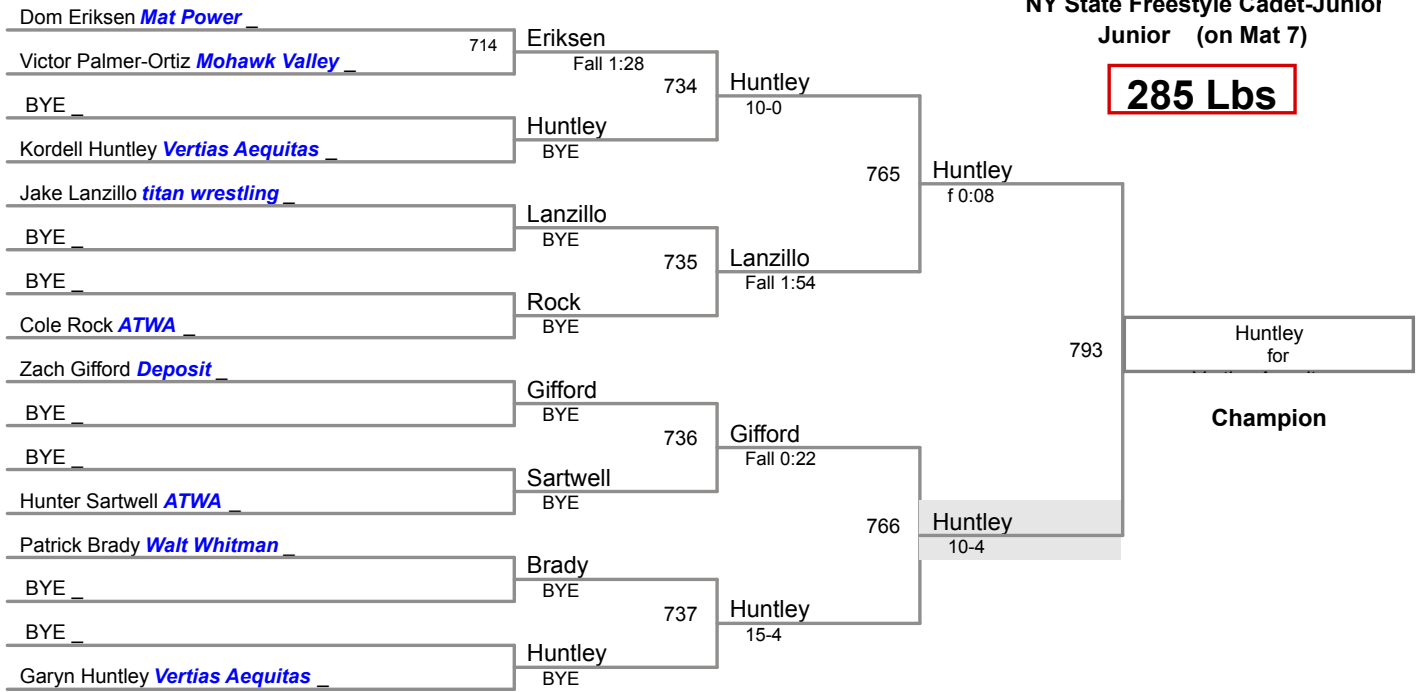 NY State Freestyle Cadet-Junior
Junior (on Mat 7)
285 Lbs
Dom Eriksen Mat Power _
Victor Palmer-Ortiz Mohawk Valley _
BYE _
Kordell Huntley Vertias Aequitas _
Jake Lanzillo titan wrestling _
BYE _
BYE _
Cole Rock ATWA _
Zach Gifford Deposit _
BYE _
BYE _
Hunter Sartwell ATWA _
Patrick Brady Walt Whitman _
BYE _
BYE _
Garyn Huntley Vertias Aequitas _
714
Eriksen
Fall 1:28
Huntley
BYE
Lanzillo
BYE
Rock
BYE
Gifford
BYE
Sartwell
BYE
Brady
BYE
Huntley
BYE
734
Huntley
10-0
735
Lanzillo
Fall 1:54
736
Gifford
Fall 0:22
737
Huntley
15-4
765
Huntley
f 0:08
766
Huntley
10-4
793
Huntley
for
Champion